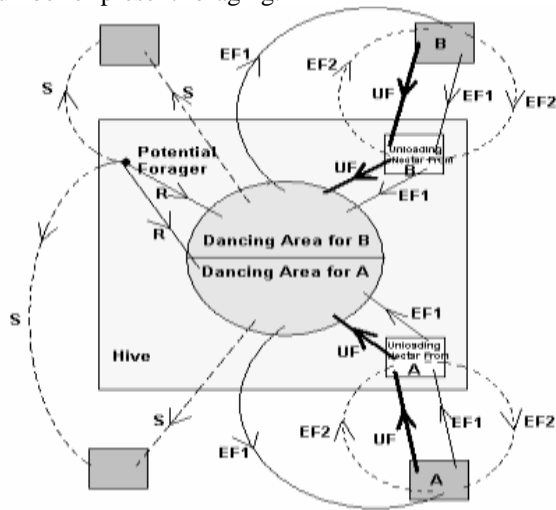 EF1
B
EF2
UF
EF1
EF2
S
S
Potential
Forager
Unloading
Nectar From
B
UF
EF1
R
R
Dancing Area for B
Dancing Area for A
S
EF1
Unloading
Nectar From
A
UF
Hive
S
EF1
EF2
UF
EF1
EF2
A